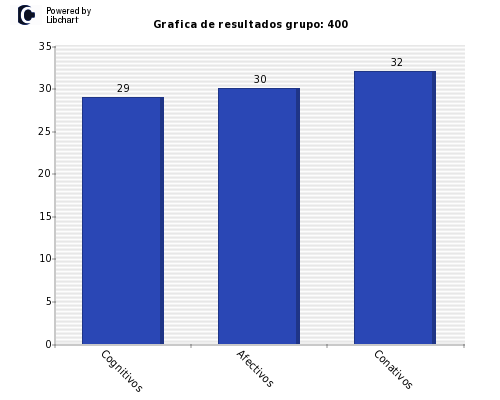 Powered by
Libchart
Grafica de resultados grupo: 400
35
30
25
20
15
10
5
0
29
30
32
Cognitivos
Afectivos
Conativos